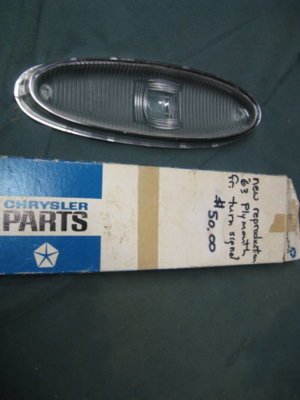 CHRYSLER
PARTS
new reproduction
'63 Plymouth
frt turn signal
$50.00